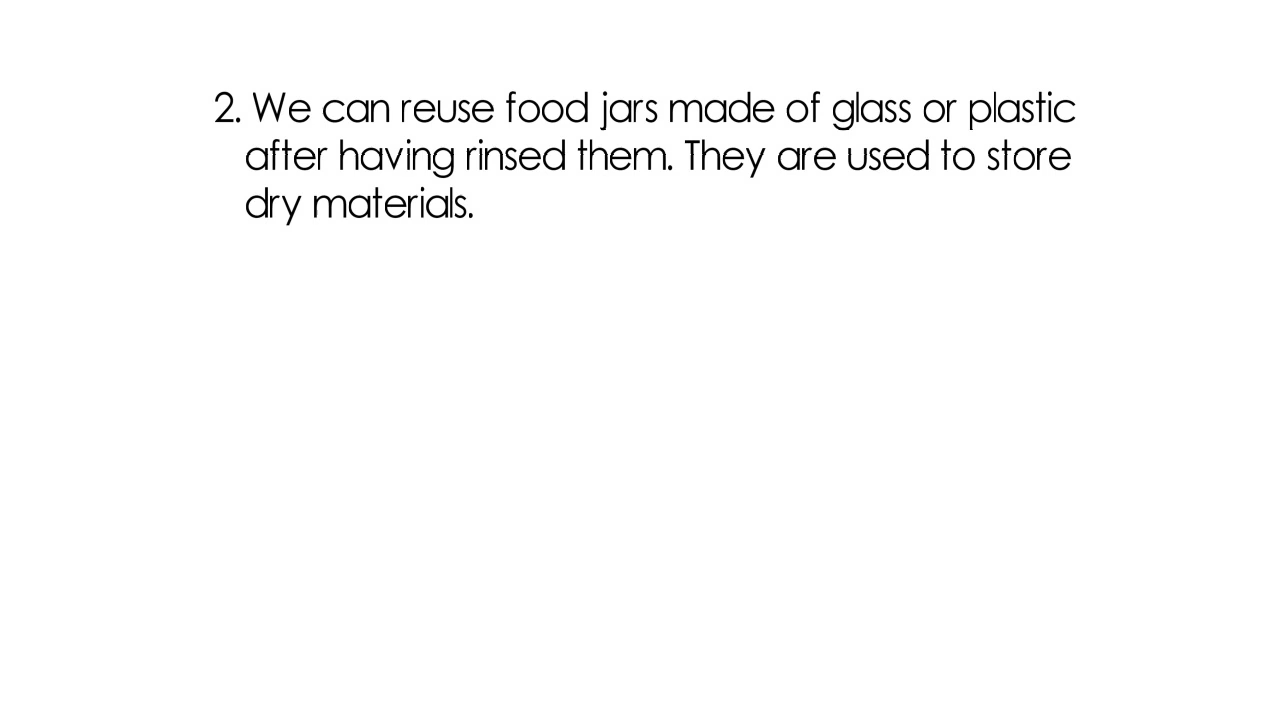 2. We can reuse food jars made of glass or plastic
after having rinsed them. They are used to store
dry materials.